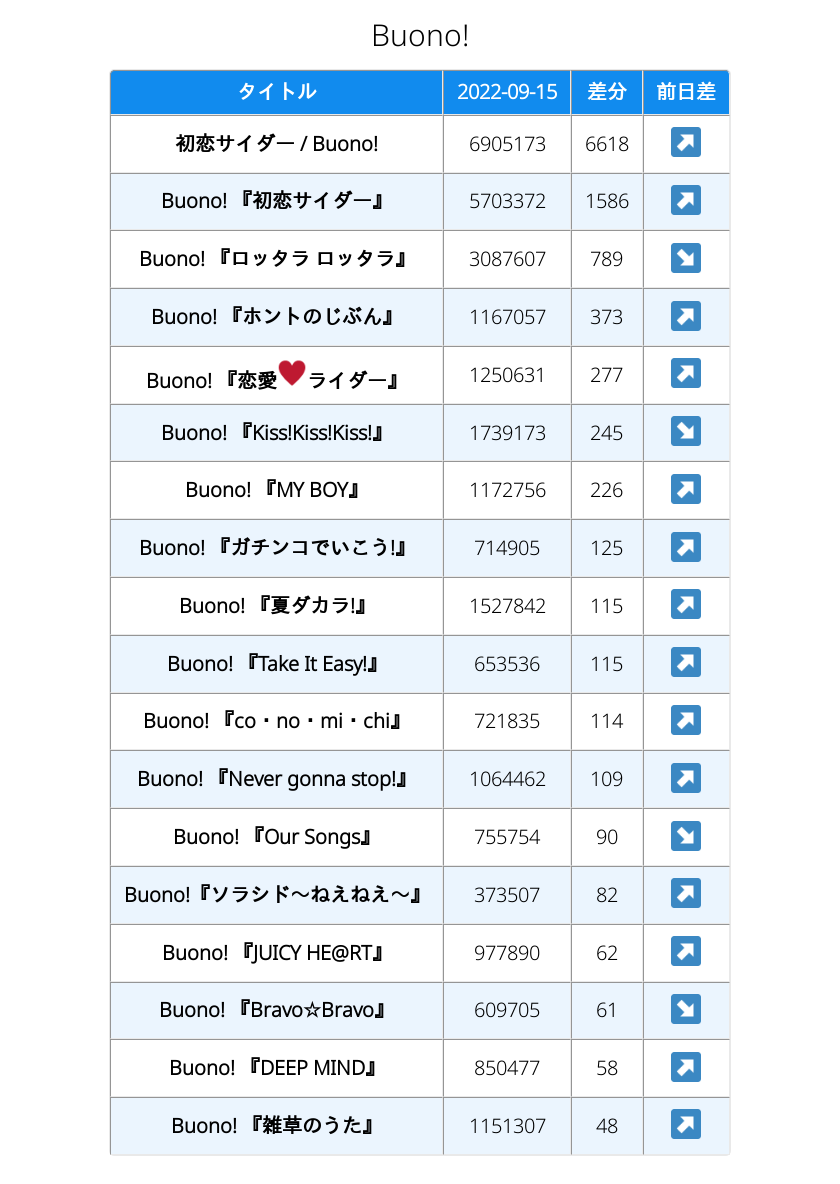 Buono!
タイトル 2022-09-15 差分 前日差
初恋サイダー / Buono! 6905173 6618 ↗
Buono! 『初恋サイダー』 5703372 1586 ↗
Buono! 『ロッタラ ロッタラ』 3087607 789 ↘
Buono! 『ホントのじぶん』 1167057 373 ↗
Buono! 『恋愛♥ライダー』 1250631 277 ↗
Buono! 『Kiss!Kiss!Kiss!』 1739173 245 ↘
Buono! 『MY BOY』 1172756 226 ↗
Buono! 『ガチンコでいこう!』 714905 125 ↗
Buono! 『夏ダカラ!』 1527842 115 ↗
Buono! 『Take It Easy!』 653536 115 ↗
Buono! 『co・no・mi・chi』 721835 114 ↗
Buono! 『Never gonna stop!』 1064462 109 ↗
Buono! 『Our Songs』 755754 90 ↘
Buono!『ソラシド〜ねえねえ〜』 373507 82 ↗
Buono! 『JUICY HE@RT』 977890 62 ↗
Buono! 『Bravo☆Bravo』 609705 61 ↘
Buono! 『DEEP MIND』 850477 58 ↗
Buono! 『雑草のうた』 1151307 48 ↗